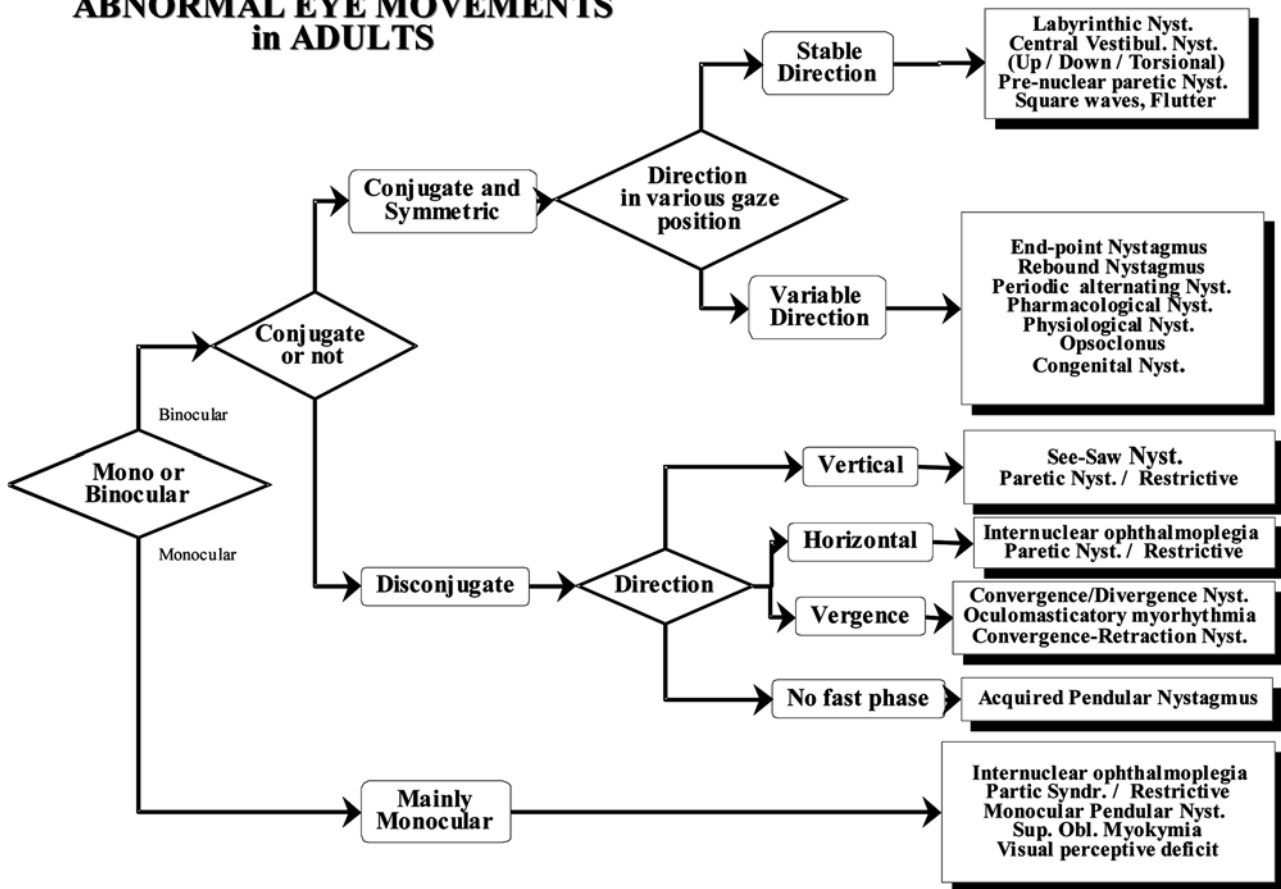 ABNORMAL EYE MOVEMENTS
in ADULTS
Stable
Direction
Labyrinthic Nyst.
Central Vestibul. Nyst.
(Up / Down / Torsional)
Pre-nuclear paretic Nyst.
Square waves, Flutter
Conjugate and
Symmetric
Direction
in various gaze
position
Variable
Direction
End-point Nystagmus
Rebound Nystagmus
Periodic alternating Nyst.
Pharmacological Nyst.
Physiological Nyst.
Opsoclonus
Congenital Nyst.
Conjugate
or not
Binocular
Mono or
Binocular
Monocular
Vertical
See-Saw Nyst.
Paretic Nyst. / Restrictive
Horizontal
Internuclear ophthalmoplegia
Paretic Nyst. / Restrictive
Disconjugate
Direction
Vergence
Convergence/Divergence Nyst.
Oculomasticatory myorhythmia
Convergence-Retraction Nyst.
No fast phase
Acquired Pendular Nystagmus
Mainly
Monocular
Internuclear ophthalmoplegia
Partic Syndr. / Restrictive
Monocular Pendular Nyst.
Sup. Obl. Myokymia
Visual perceptive deficit